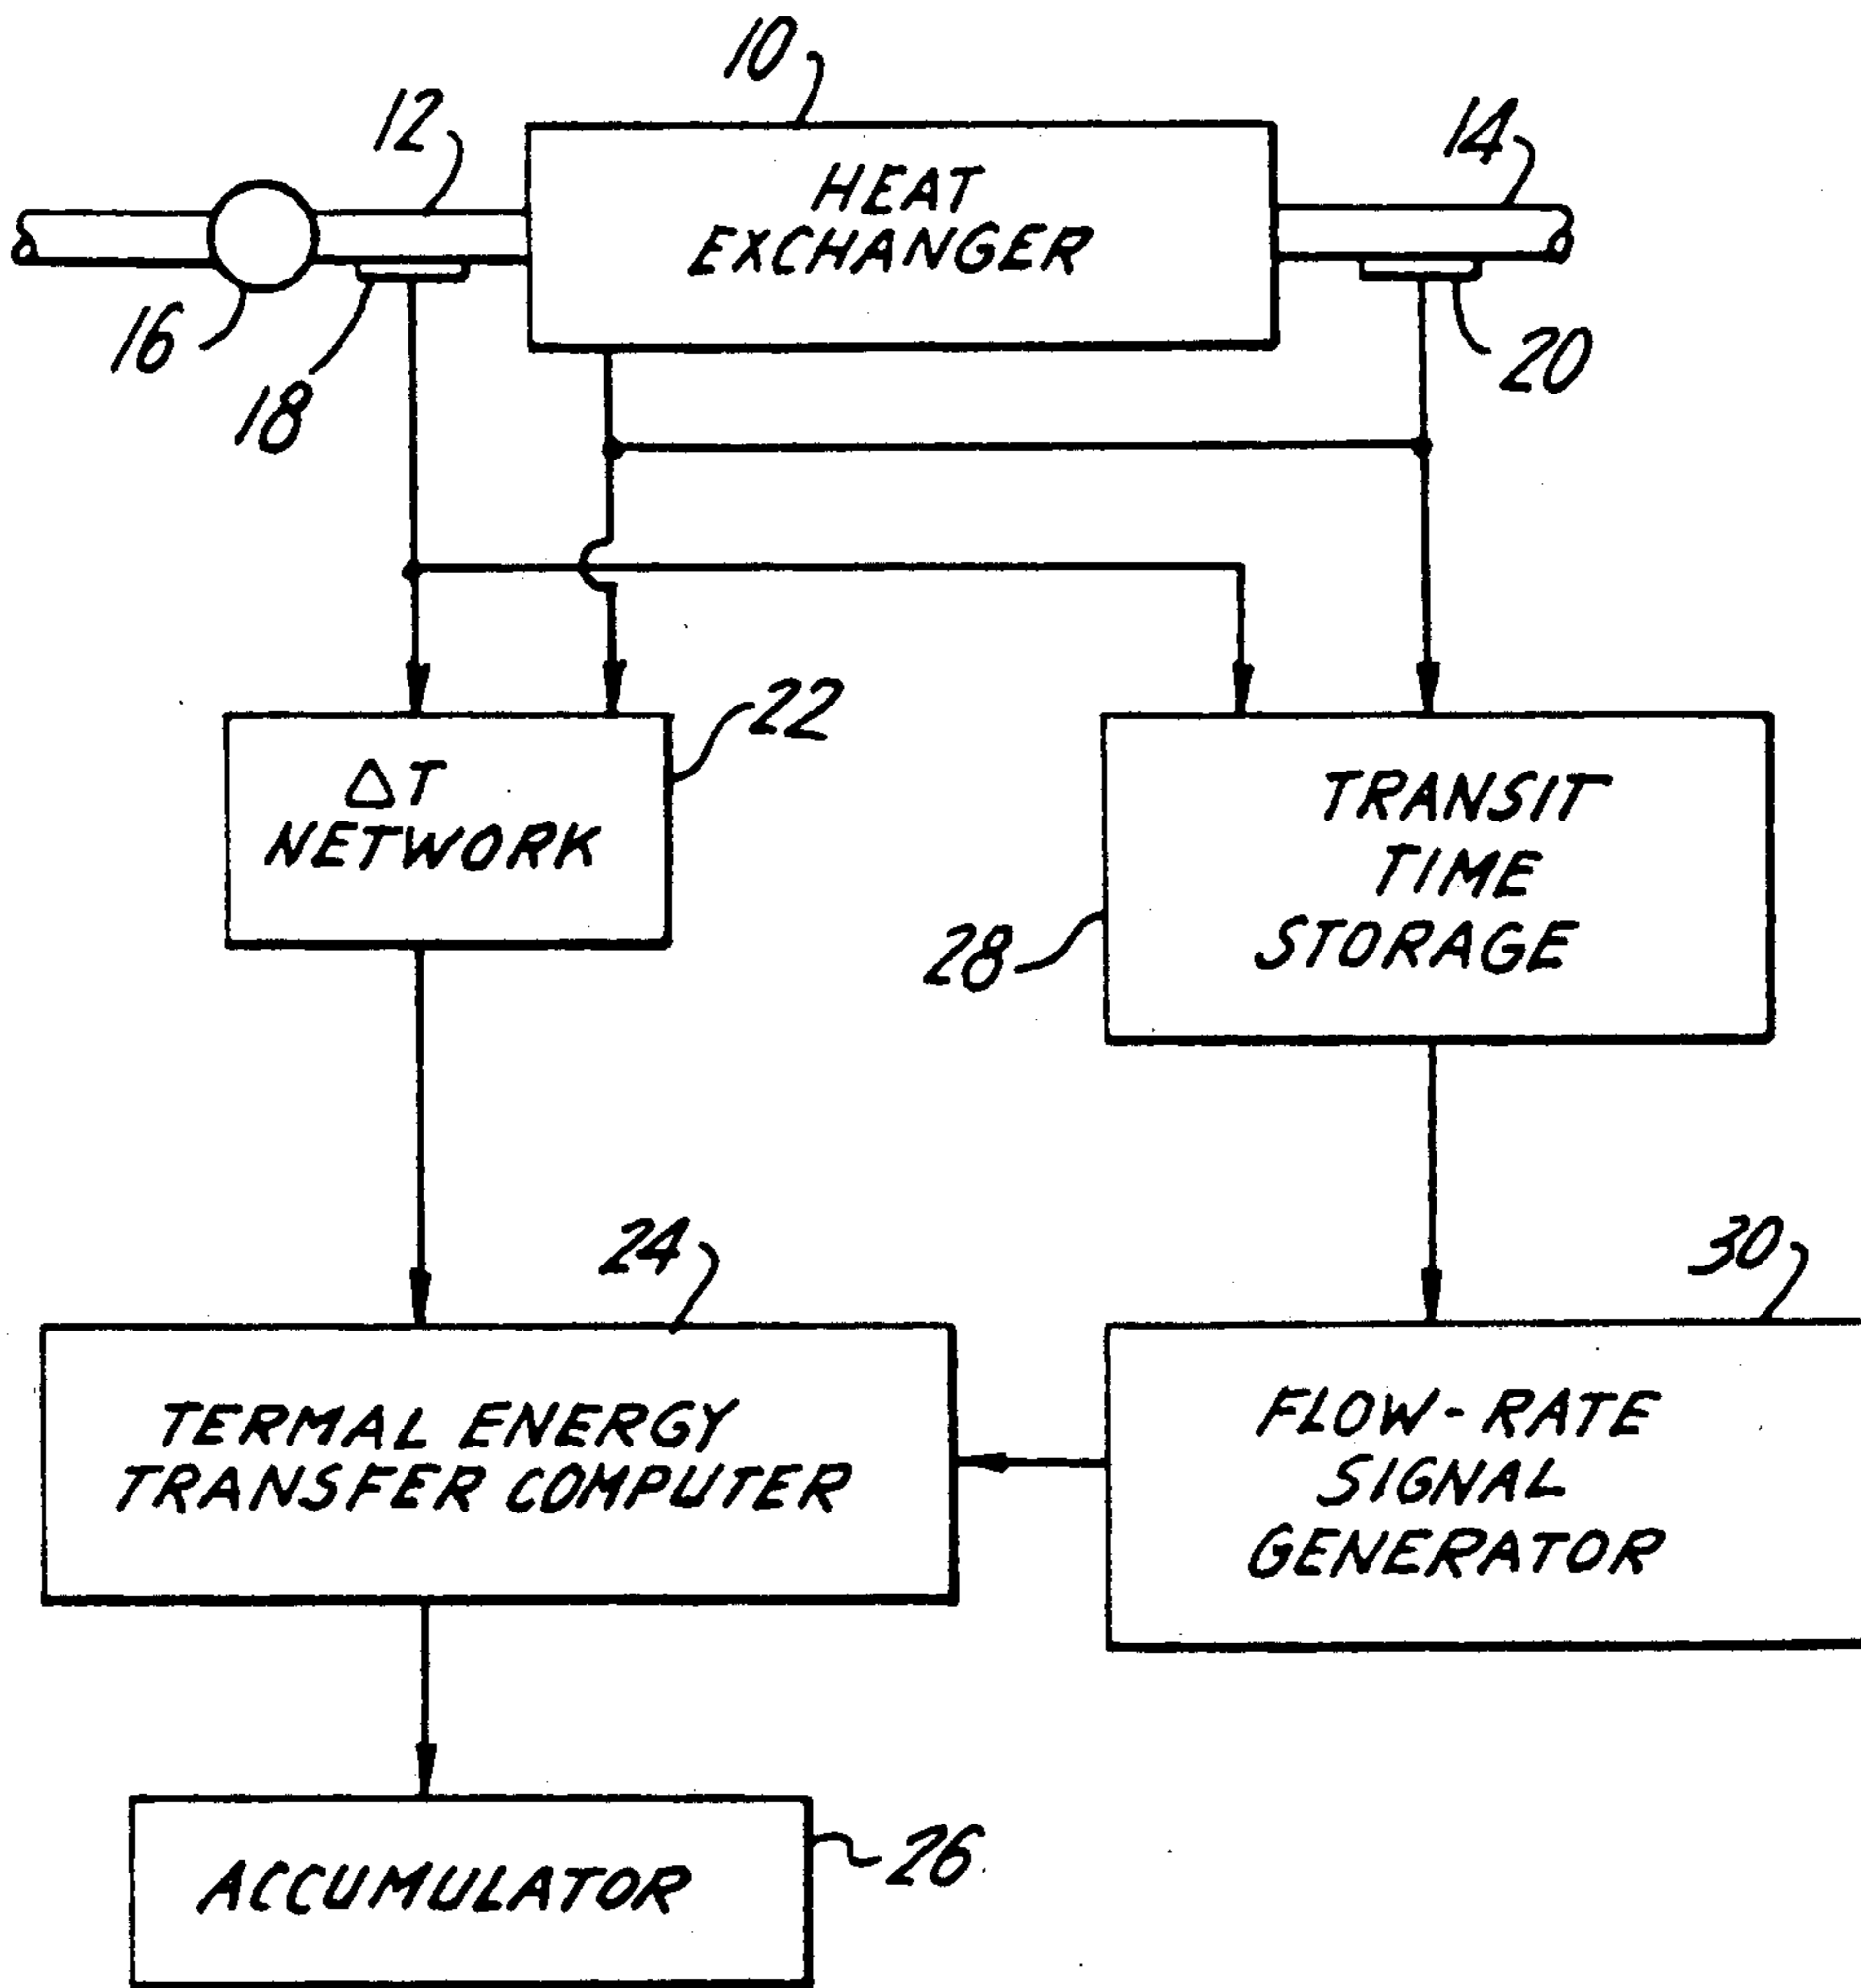 10
12
14
HEAT
EXCHANGER
16
18
20
22
ΔT
NETWORK
TRANSIT
TIME
STORAGE
28
24
30
TERMAL ENERGY
TRANSFER COMPUTER
FLOW-RATE
SIGNAL
GENERATOR
ACCUMULATOR
26